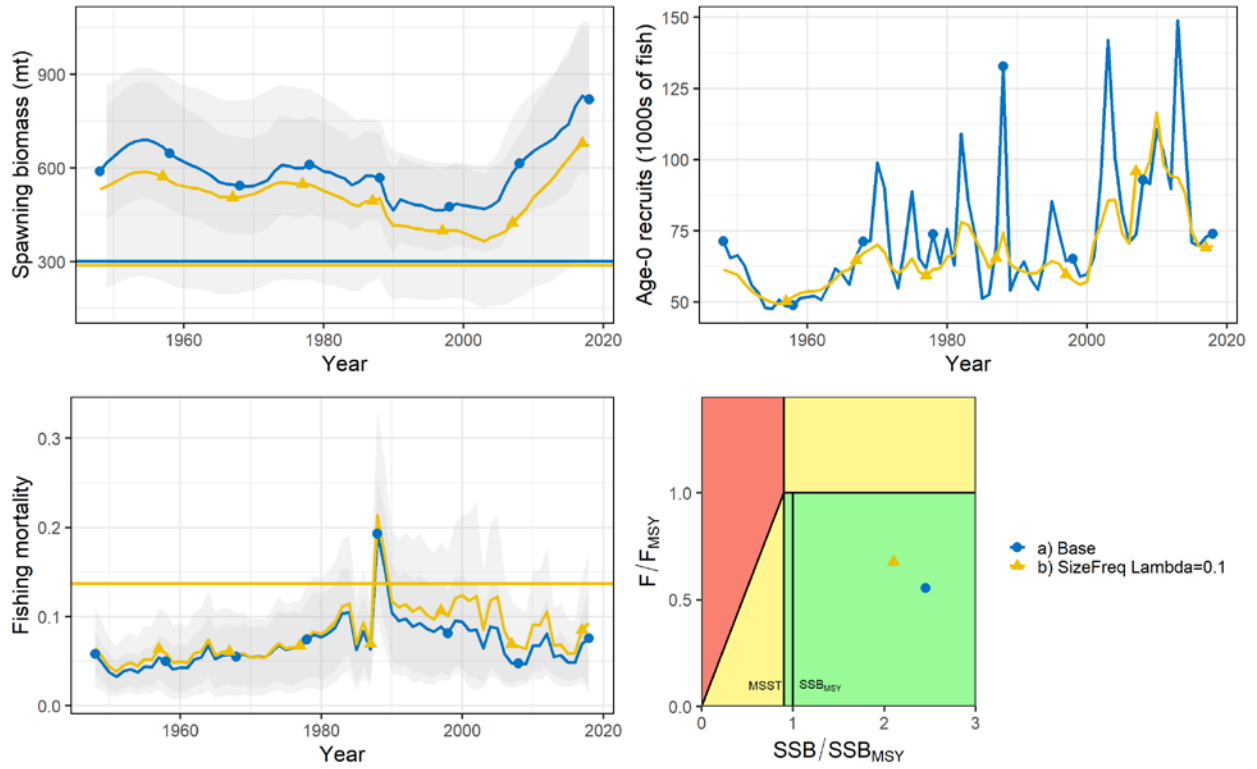 Spawning biomass (mt)
900
600
300
1960
1980
2000
2020
Year
Age-0 recruits (1000s of fish)
150
125
100
75
50
1960
1980
2000
2020
Year
Fishing mortality
0.3
0.2
0.1
0.0
1960
1980
2000
2020
Year
F/F_MSY
1.0
0.5
0.0
MSST
SSB_MSY
0
1
2
3
SSB/SSB_MSY
a) Base
b) SizeFreq Lambda=0.1